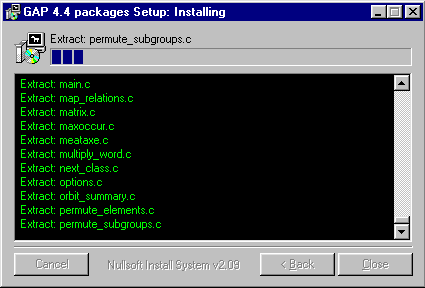 GAP 4.4 packages Setup: Installing
Extract: permute_subgroups.c
Extract: main.c
Extract: map_relations.c
Extract: matrix.c
Extract: maxoccur.c
Extract: meataxe.c
Extract: multiply_word.c
Extract: next_class.c
Extract: options.c
Extract: orbit_summary.c
Extract: permute_elements.c
Extract: permute_subgroups.c
Cancel Nullsoft Install System v2.09 < Back Close